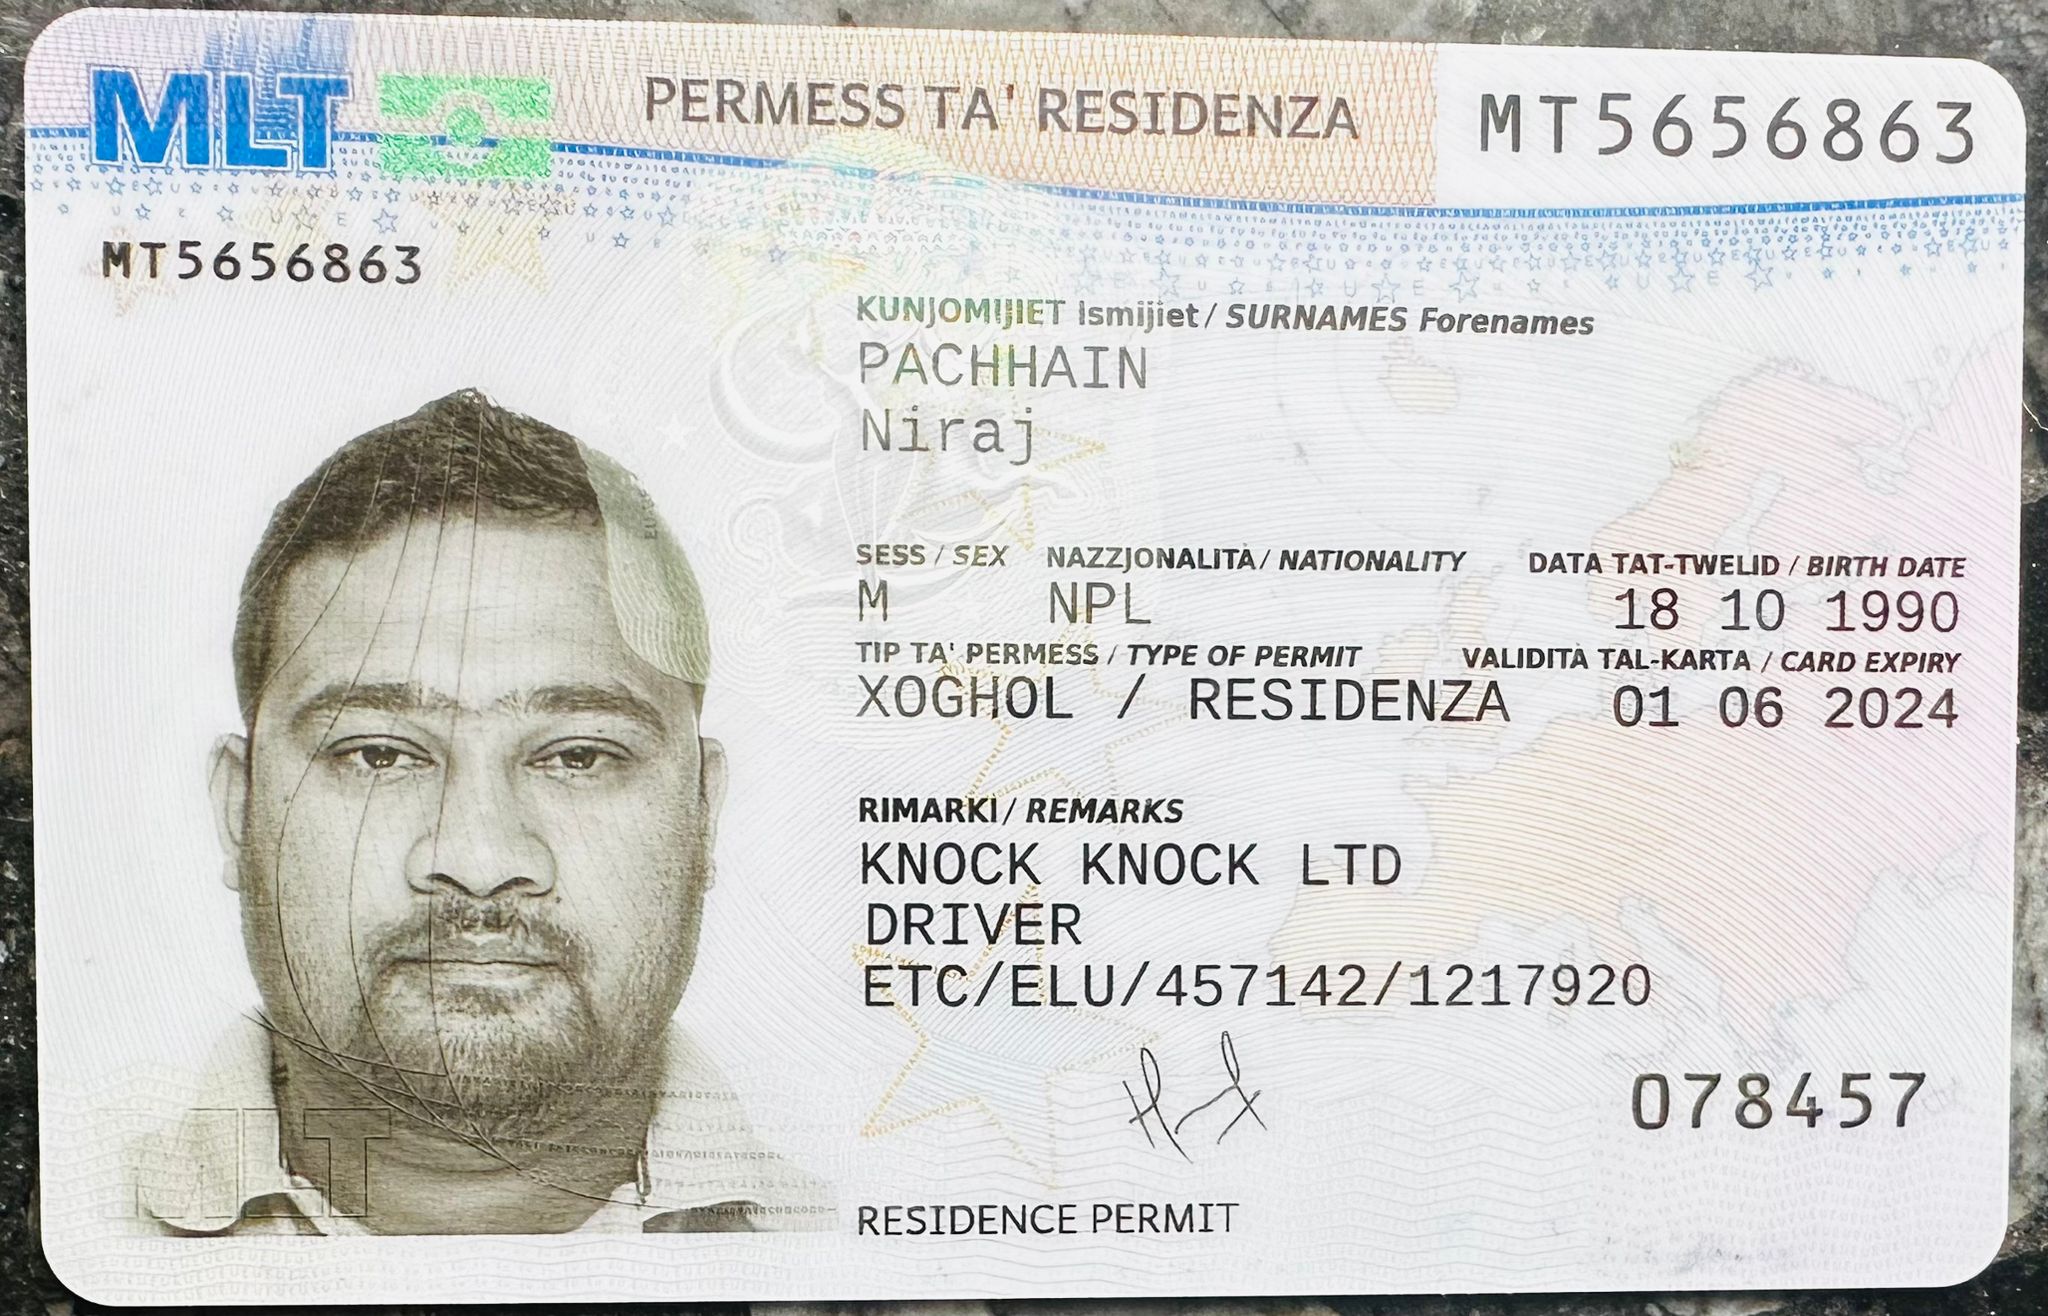 MLT
PERMESS TA' RESIDENZA
MT5656863
MT5656863
KUNJOMIJIET Ismijiet / SURNAMES Forenames
PACHHAIN
Niraj
SESS / SEX NAZZJONALITÀ / NATIONALITY DATA TAT-TWELID / BIRTH DATE
M NPL 18 10 1990
TIP TA' PERMESS / TYPE OF PERMIT VALIDITÀ TAL-KARTA / CARD EXPIRY
XOGHOL / RESIDENZA 01 06 2024
RIMARKI / REMARKS
KNOCK KNOCK LTD
DRIVER
ETC/ELU/457142/1217920
078457
MLT
RESIDENCE PERMIT